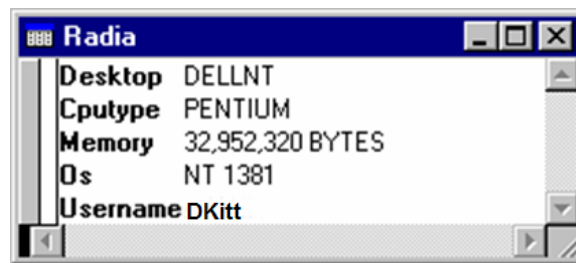 Radia
Desktop DELLNT
Cputype PENTIUM
Memory 32,952,320 BYTES
Os NT 1381
Username DKitt